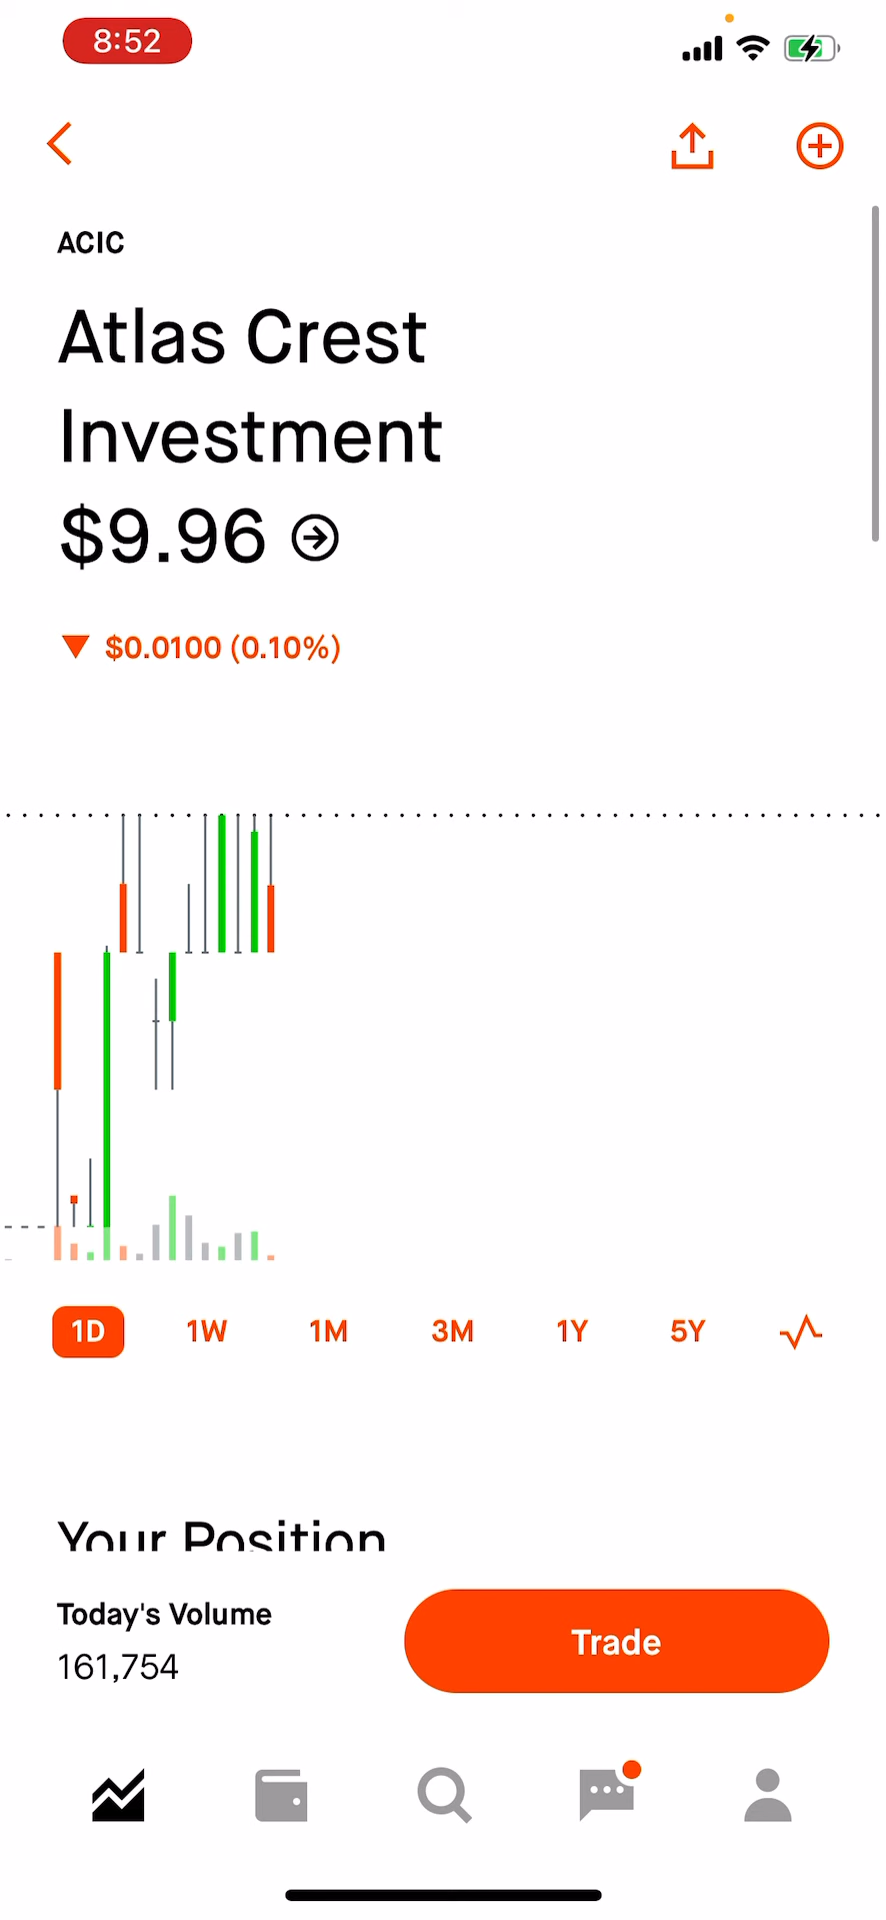 8:52
ACIC
Atlas Crest
Investment
$9.96
$0.0100 (0.10%)
1D 1W 1M 3M 1Y 5Y
Your Position
Today's Volume
161,754
Trade